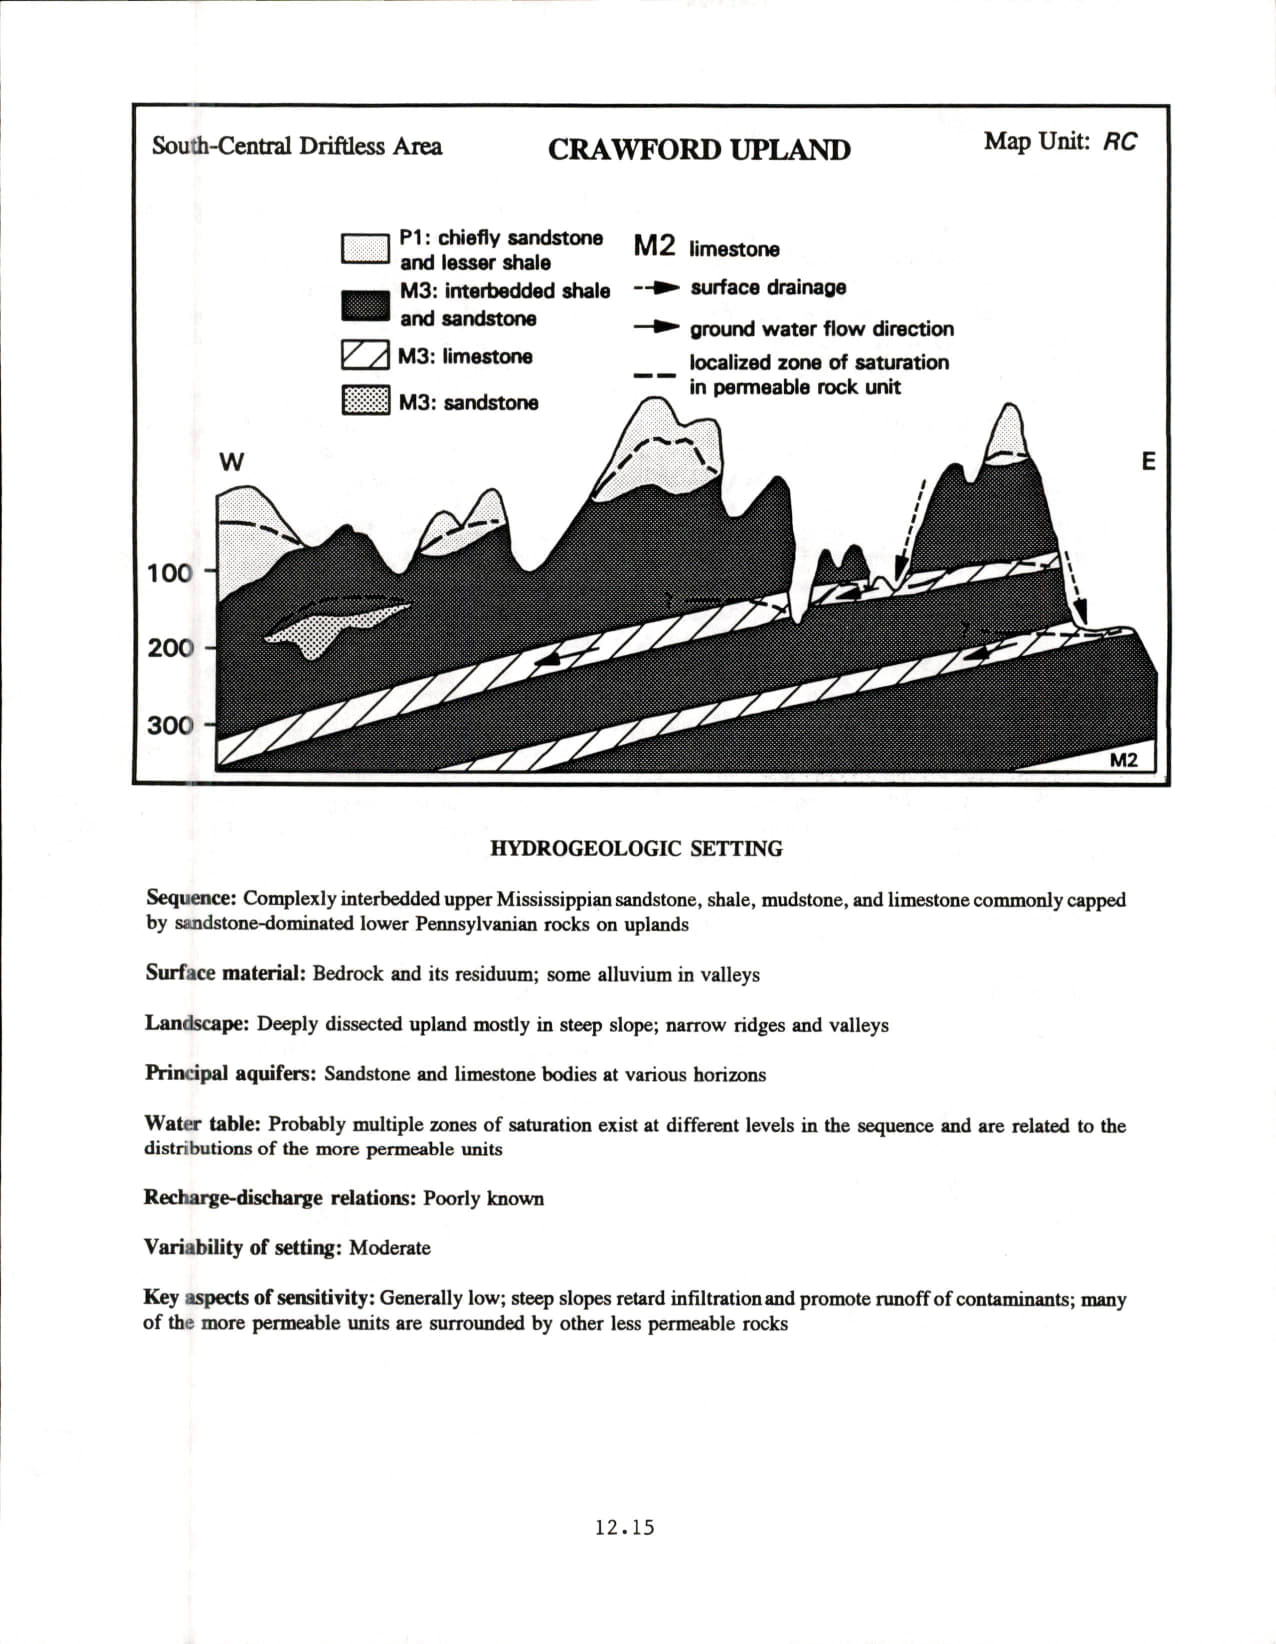 South-Central Driftless Area
CRAWFORD UPLAND
Map Unit: RC
P1: chiefly sandstone
and lesser shale
M3: interbedded shale
and sandstone
M3: limestone
M3: sandstone
M2 limestone
surface drainage
ground water flow direction
localized zone of saturation
in permeable rock unit
W
E
100
200
300
?
?
M2
HYDROGEOLOGIC SETTING
Sequence: Complexly interbedded upper Mississippian sandstone, shale, mudstone, and limestone commonly capped
by sandstone-dominated lower Pennsylvanian rocks on uplands
Surface material: Bedrock and its residuum; some alluvium in valleys
Landscape: Deeply dissected upland mostly in steep slope; narrow ridges and valleys
Principal aquifers: Sandstone and limestone bodies at various horizons
Water table: Probably multiple zones of saturation exist at different levels in the sequence and are related to the
distributions of the more permeable units
Recharge-discharge relations: Poorly known
Variability of setting: Moderate
Key aspects of sensitivity: Generally low; steep slopes retard infiltration and promote runoff of contaminants; many
of the more permeable units are surrounded by other less permeable rocks
12.15